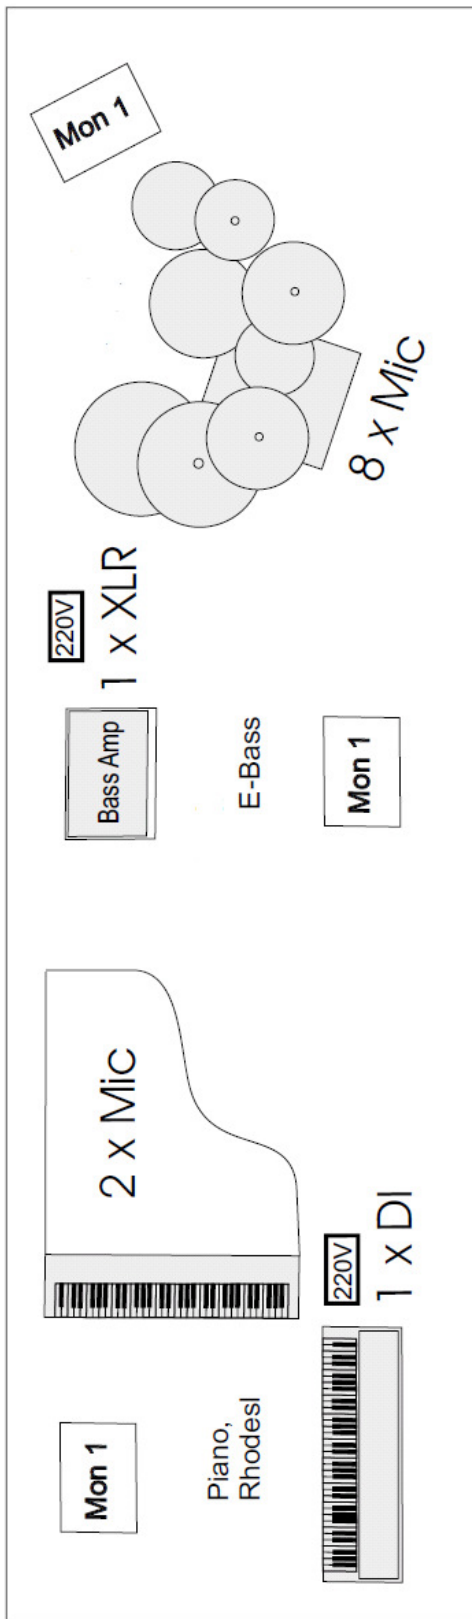 Mon 1
Piano,
Rhodesl
2 x Mic
220V
1 x DI
Bass Amp
220V
1 x XLR
E-Bass
Mon 1
Mon 1
8 x Mic